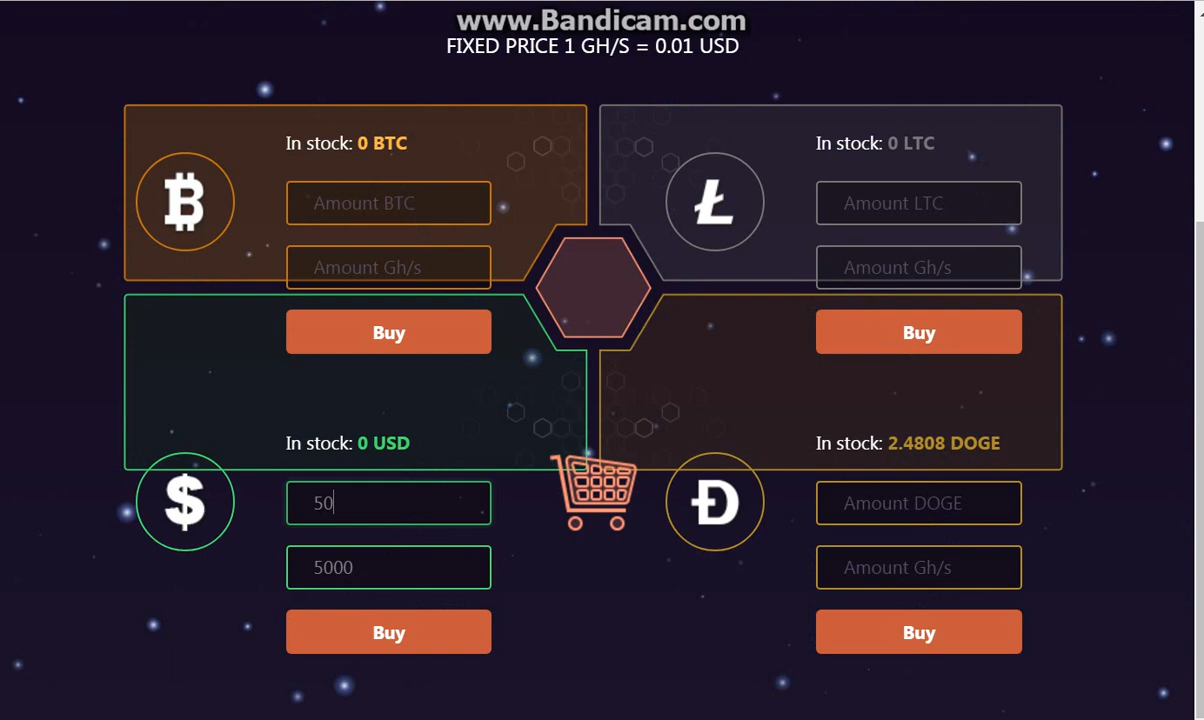 www.Bandicam.com
FIXED PRICE 1 GH/S = 0.01 USD
In stock: 0 BTC
Amount BTC
Amount Gh/s
Buy
In stock: 0 LTC
Amount LTC
Amount Gh/s
Buy
In stock: 0 USD
50
5000
Buy
In stock: 2.4808 DOGE
Amount DOGE
Amount Gh/s
Buy